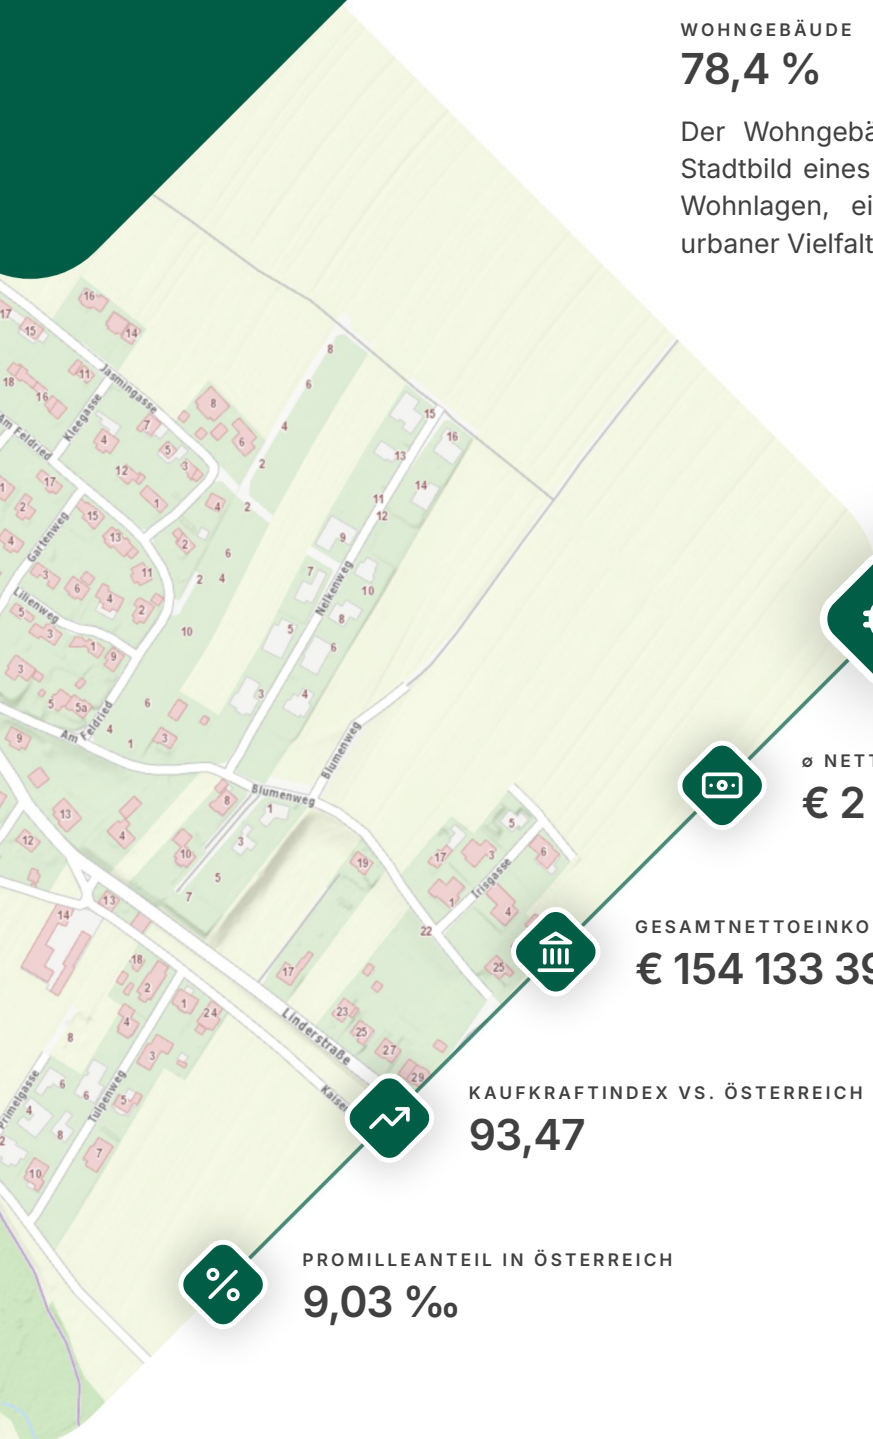 WOHNGEBÄUDE
78,4 %
Der Wohngebä
Stadtbild eines
Wohnlagen, ei
urbaner Vielfalt
ø NETT
€ 2
GESAMTNETTOEINKO
€ 154 133 39
KAUFKRAFTINDEX VS. ÖSTERREICH
93,47
PROMILLEANTEIL IN ÖSTERREICH
9,03 ‰
Jasmingasse
Kleegasse
Am Feldried
Gartenweg
Lilienweg
Nelkenweg
Am Feldried
Blumenweg
Blumenweg
Irisgasse
Linderstraße
Kaiser
Tulpenweg
Primelgasse